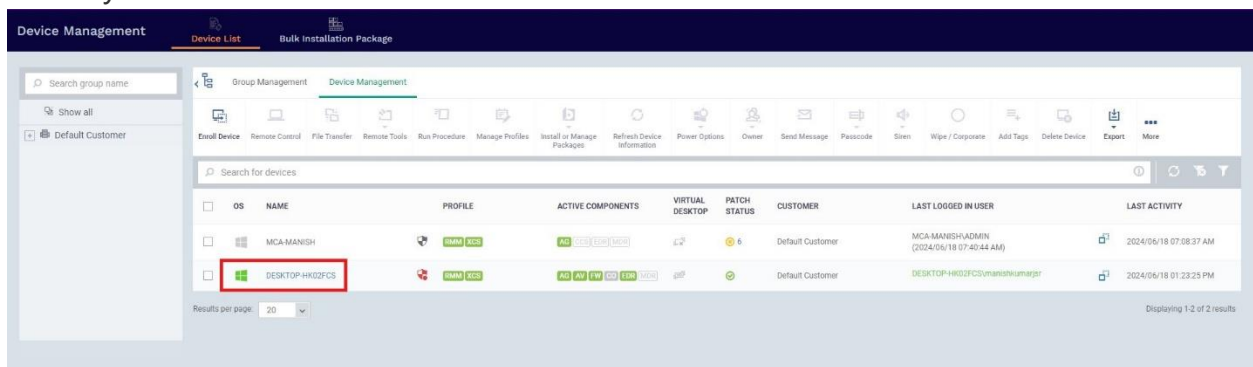 Device Management
Device List
Bulk Installation Package
Search group name
Show all
Default Customer
Group Management
Device Management
Enroll Device
Remote Control
File Transfer
Remote Tools
Run Procedure
Manage Profiles
Install or Manage
Packages
Refresh Device
Information
Power Options
Owner
Send Message
Passcode
Siren
Wipe / Corporate
Add Tags
Delete Device
Export
More
Search for devices
OS NAME PROFILE ACTIVE COMPONENTS VIRTUAL DESKTOP PATCH STATUS CUSTOMER LAST LOGGED IN USER LAST ACTIVITY
MCA-MANISH RMM XCS AG EDR MDR 6 Default Customer MCA-MANISH\ADMIN
(2024/06/18 07:40:44 AM) 2024/06/18 07:08:37 AM
DESKTOP-HK02FCS RMM XCS AG AV FW CO EDR MDR Default Customer DESKTOP-HK02FCS\manishkumarjsr 2024/06/18 01:23:25 PM
Results per page: 20
Displaying 1-2 of 2 results